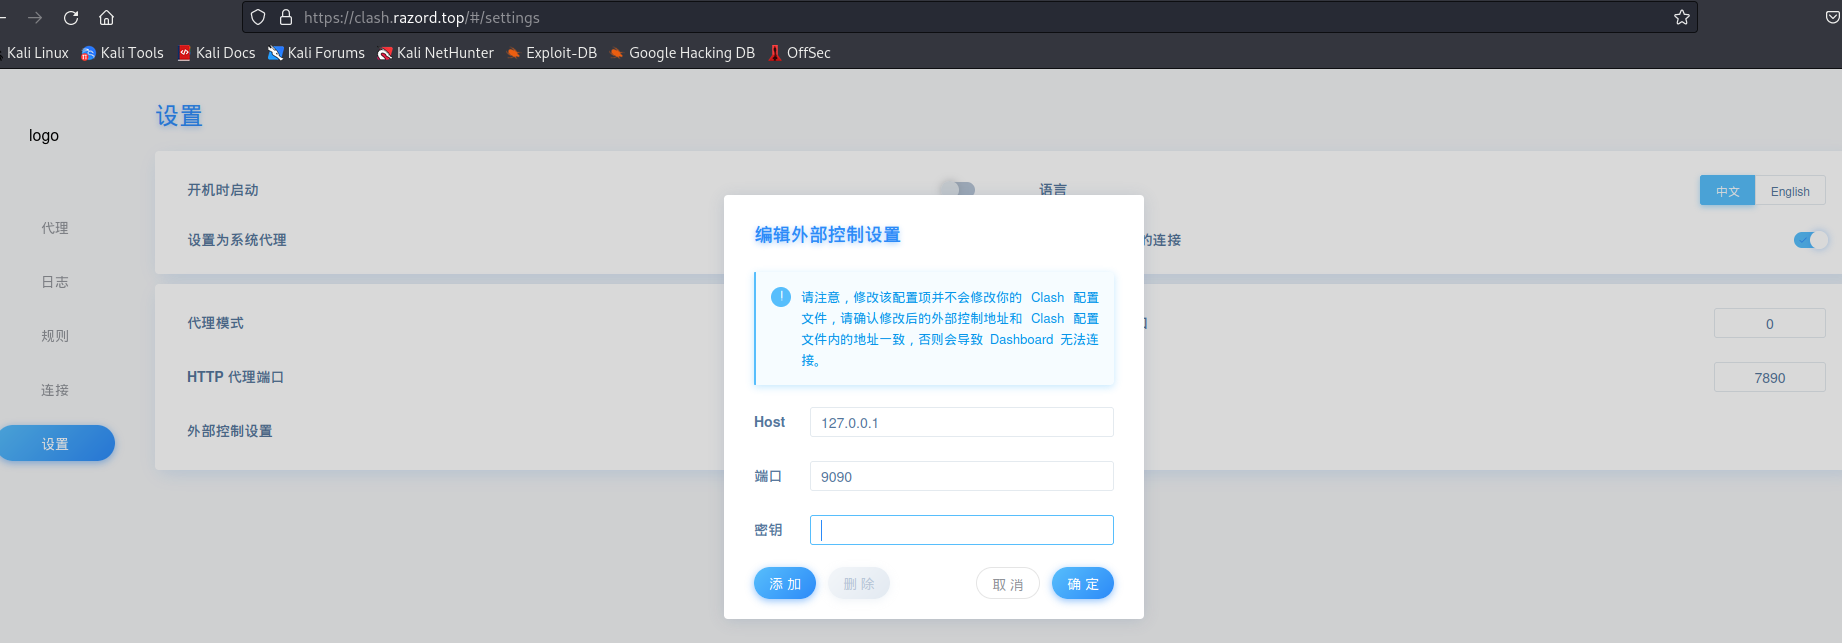 https://clash.razord.top/#/settings
Kali Linux Kali Tools Kali Docs Kali Forums Kali NetHunter Exploit-DB Google Hacking DB OffSec
设置
logo
开机时启动 语言 中文 English
代理
设置为系统代理 的连接
编辑外部控制设置
日志
请注意，修改该配置项并不会修改你的 Clash 配置
文件，请确认修改后的外部控制地址和 Clash 配置
文件内的地址一致，否则会导致 Dashboard 无法连
接。
代理模式 0
规则
HTTP 代理端口 7890
连接
Host 127.0.0.1
外部控制设置
设置
端口 9090
密钥
添加 删除 取消 确定